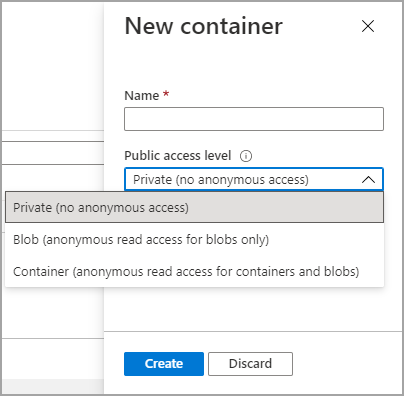 New container
Name *
Public access level
Private (no anonymous access)
Private (no anonymous access)
Blob (anonymous read access for blobs only)
Container (anonymous read access for containers and blobs)
Create Discard